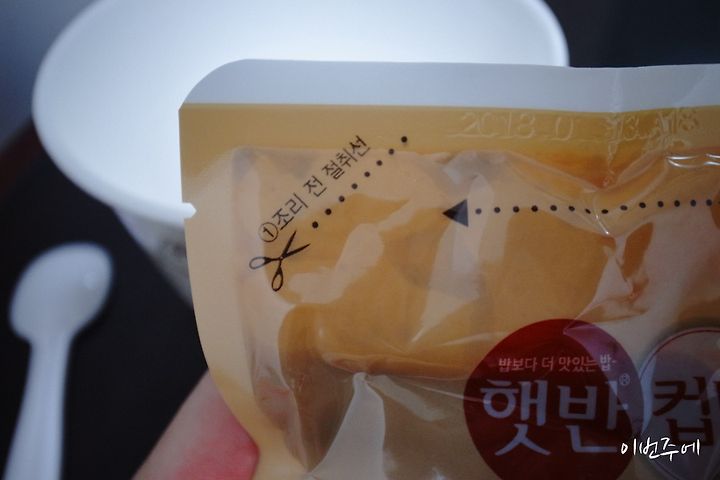 ①조리 전 절취선
밥보다 더 맛있는 밥-
햇반® 컵
이번주에